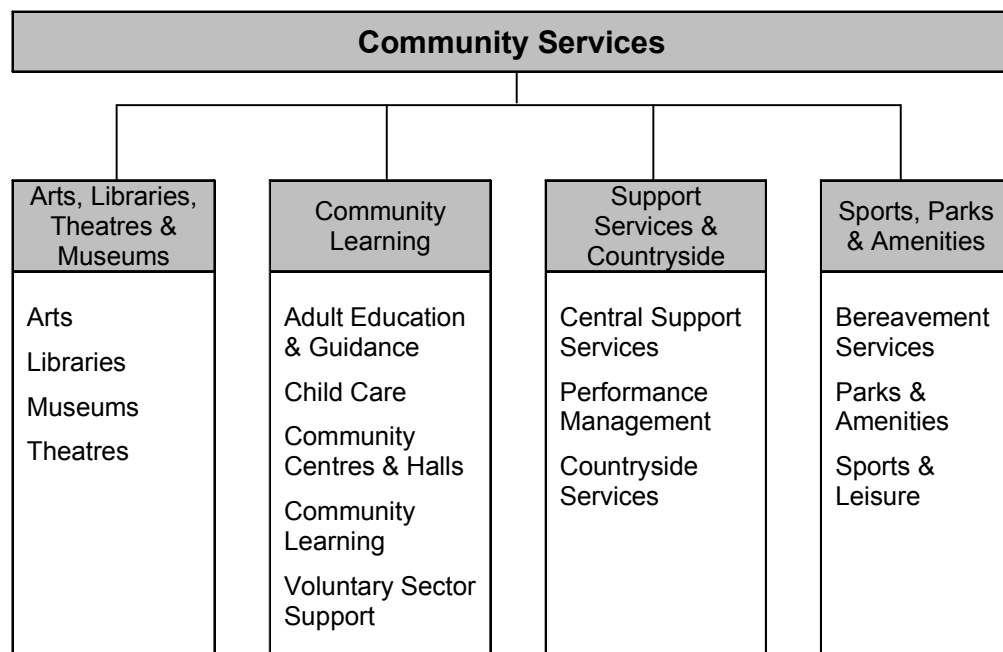 Community Services
Arts, Libraries,
Theatres &
Museums
Arts
Libraries
Museums
Theatres
Community
Learning
Adult Education
& Guidance
Child Care
Community
Centres & Halls
Community
Learning
Voluntary Sector
Support
Support
Services &
Countryside
Central Support
Services
Performance
Management
Countryside
Services
Sports, Parks
& Amenities
Bereavement
Services
Parks &
Amenities
Sports &
Leisure